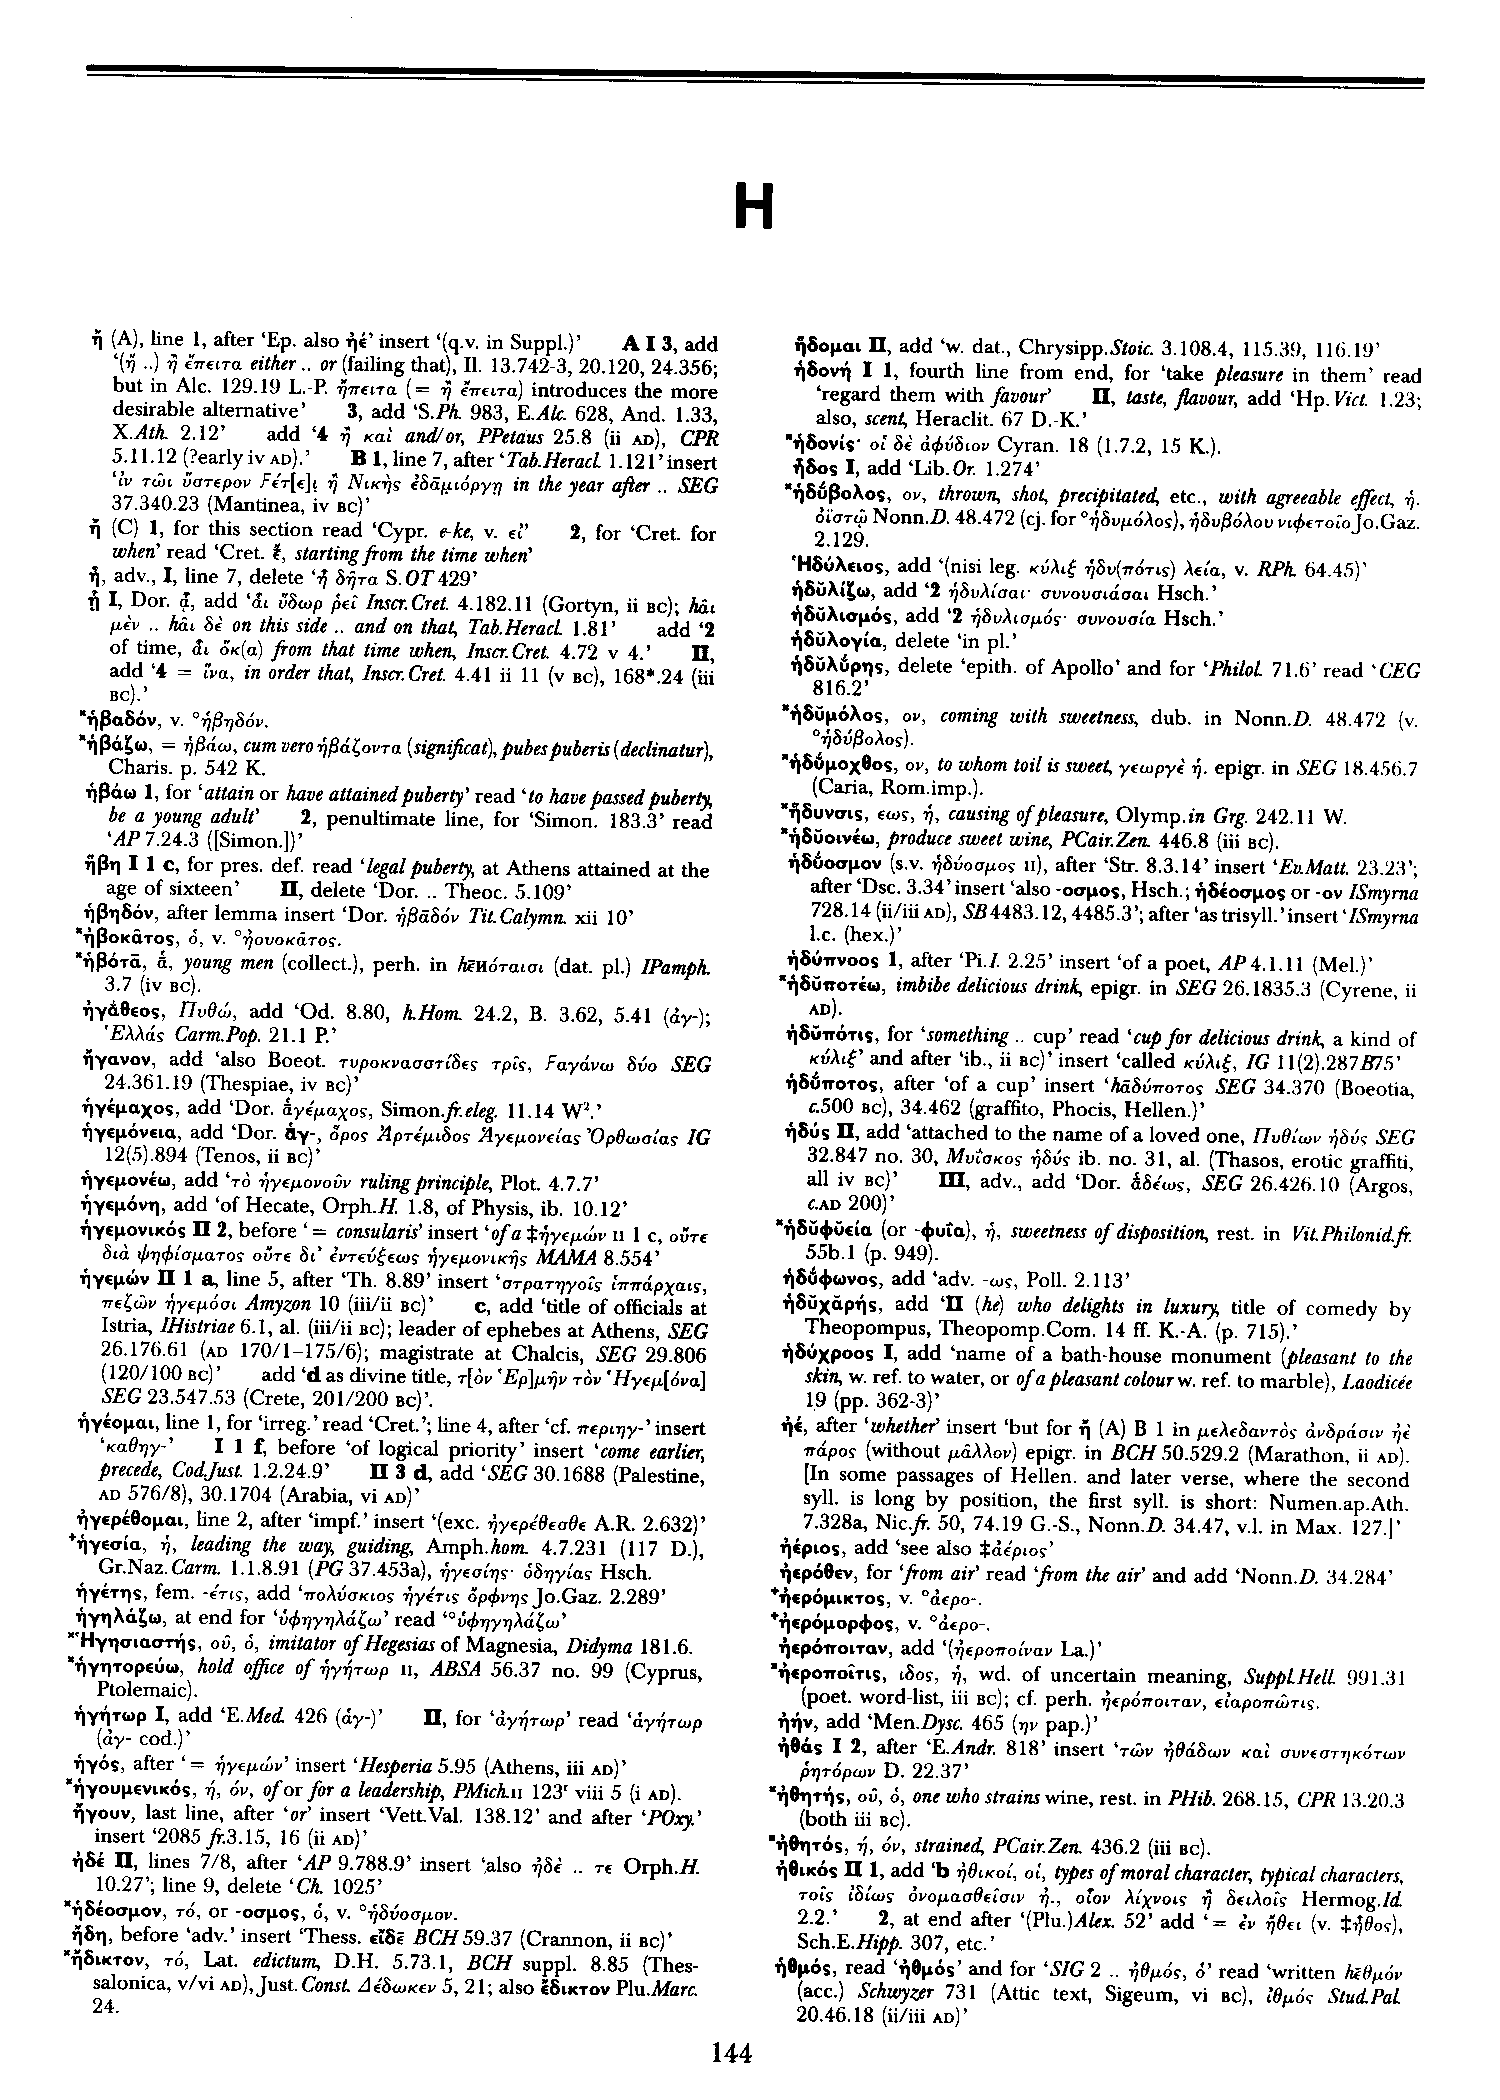 H
ἤ (A), line 1, after ‘Ep. also ἠέ’ insert ‘(q.v. in Suppl.)’ A I 3, add
‘(ἤ ..) ἢ ἔπειτα either .. or (failing that), Il. 13.742-3, 20.120, 24.356;
but in Alc. 129.19 L.-P. ἤπειτα (= ἢ ἔπειτα) introduces the more
desirable alternative’ 3, add ‘S.Ph. 983, E.Alc. 628, And. 1.33,
X.Ath. 2.12’ add ‘4 ἢ καὶ and/or, PPetaus 25.8 (ii AD), CPR
5.11.12 (?early iv AD).’ B 1, line 7, after ‘Tab.Heracl. 1.121’ insert
‘ἰν τῶι ὔστερον ϝέτ[ε]ι ἢ Νικῆς ἐδᾱμιόργη in the year after .. SEG
37.340.23 (Mantinea, iv BC)’
ἤ (C) 1, for this section read ‘Cypr. e-ke, v. εἰ’ 2, for ‘Cret. for
when’ read ‘Cret. ἒ̄, starting from the time when’
ἦ, adv., I, line 7, delete ‘ἦ δῆτα S.OT 429’
ᾗ I, Dor. ᾇ, add ‘ἇι ὔδωρ ῥεῖ Inscr.Cret. 4.182.11 (Gortyn, ii BC); hᾶι
μὲν .. hᾶι δὲ on this side .. and on that, Tab.Heracl. 1.81’ add ‘2
of time, ἇι ὄκ(α) from that time when, Inscr.Cret. 4.72 v 4.’ II,
add ‘4 = ἵνα, in order that, Inscr.Cret. 4.41 ii 11 (v BC), 168*.24 (iii
BC).’
*ἡβαδόν, v. °ἡβηδόν.
*ἡβάζω, = ἡβάω, cum vero ἡβάζοντα (significat), pubes puberis (declinatur),
Charis. p. 542 K.
ἡβάω 1, for ‘attain or have attained puberty’ read ‘to have passed puberty,
be a young adult’ 2, penultimate line, for ‘Simon. 183.3’ read
‘AP 7.24.3 ([Simon.])’
ἥβη I 1 c, for pres. def. read ‘legal puberty, at Athens attained at the
age of sixteen’ II, delete ‘Dor. .. Theoc. 5.109’
ἡβηδόν, after lemma insert ‘Dor. ἡβᾱδόν Tit.Calymn. xii 10’
*ἠβοκᾶτος, ὁ, v. °ἠουοκᾶτος.
*ἡβότᾱ, ἁ, young men (collect.), perh. in hε̄ͷόταισι (dat. pl.) IPamph.
3.7 (iv BC).
ἠγάθεος, Πυθώ, add ‘Od. 8.80, h.Hom. 24.2, B. 3.62, 5.41 (ἀγ-);
Ἑλλάς Carm.Pop. 21.1 P.’
ἤγανον, add ‘also Boeot. τυροκνασστίδες τρῖς, ϝαγάνω δύο SEG
24.361.19 (Thespiae, iv BC)’
ἡγέμαχος, add ‘Dor. ἁγέμαχος, Simon.fr.eleg. 11.14 W².’
ἡγεμόνεια, add ‘Dor. ἁγ-, ὅρος Ἀρτέμιδος Ἁγεμονείας Ὀρθωσίας IG
12(5).894 (Tenos, ii BC)’
ἡγεμονέω, add ‘τὸ ἡγεμονοῦν ruling principle, Plot. 4.7.7’
ἡγεμόνη, add ‘of Hecate, Orph.H. 1.8, of Physis, ib. 10.12’
ἡγεμονικός II 2, before ‘= consularis’ insert ‘of a ‡ἡγεμών II 1 c, οὔτε
διὰ ψηφίσματος οὔτε δι’ ἐντεύξεως ἡγεμονικῆς MAMA 8.554’
ἡγεμών II 1 a, line 5, after ‘Th. 8.89’ insert ‘στρατηγοῖς ἱππάρχαις,
πεζῶν ἡγεμόσι Amyzon 10 (iii/ii BC)’ c, add ‘title of officials at
Istria, IHistriae 6.1, al. (iii/ii BC); leader of ephebes at Athens, SEG
26.176.61 (AD 170/1-175/6); magistrate at Chalcis, SEG 29.806
(120/100 BC)’ add ‘d as divine title, τ[ὸν Ἑρ]μῆν τὸν Ἡγεμ[όνα]
SEG 23.547.53 (Crete, 201/200 BC)’.
ἡγέομαι, line 1, for ‘irreg.’ read ‘Cret.’; line 4, after ‘cf. περιηγ-’ insert
‘καθηγ-’ I 1 f, before ‘of logical priority’ insert ‘come earlier,
precede, Cod.Just. 1.2.24.9’ II 3 d, add ‘SEG 30.1688 (Palestine,
AD 576/8), 30.1704 (Arabia, vi AD)’
ἠγερέθομαι, line 2, after ‘impf.’ insert ‘(exc. ἠγερέθεσθε A.R. 2.632)’
+ἡγεσία, ἡ, leading the way, guiding, Amph.hom. 4.7.231 (117 D.),
Gr.Naz.Carm. 1.1.8.91 (PG 37.453a), ἡγεσίης· ὁδηγίας Hsch.
ἡγέτης, fem. -έτις, add ‘πολύσκιος ἡγέτις ὄρφνης Jo.Gaz. 2.289’
ἡγηλάζω, at end for ‘ὑφηγηλάζω’ read ‘°ὑφηγηλάζω’
*Ἡγησιαστής, οῦ, ὁ, imitator of Hegesias of Magnesia, Didyma 181.6.
*ἡγητορεύω, hold office of ἡγήτωρ II, ABSA 56.37 no. 99 (Cyprus,
Ptolemaic).
ἡγήτωρ I, add ‘E.Med. 426 (ἁγ-)’ II, for ‘ἀγήτωρ’ read ‘ἁγήτωρ
(ἀγ- cod.)’
ἡγός, after ‘= ἡγεμών’ insert ‘Hesperia 5.95 (Athens, iii AD)’
*ἡγουμενικός, ή, όν, of or for a leadership, PMich.II 123ʳ viii 5 (i AD).
ἤγουν, last line, after ‘or’ insert ‘Vett.Val. 138.12’ and after ‘POxy.’
insert ‘2085 fr.3.15, 16 (ii AD)’
ἠδέ II, lines 7/8, after ‘AP 9.788.9’ insert ‘also ἠδὲ .. τε Orph.H.
10.27’; line 9, delete ‘Ch. 1025’
*ἡδέοσμον, τό, or -οσμος, ὁ, v. °ἡδύοσμον.
ἤδη, before ‘adv.’ insert ‘Thess. εἴδε̄ BCH 59.37 (Crannon, ii BC)’
*ἤδικτον, τό, Lat. edictum, D.H. 5.73.1, BCH suppl. 8.85 (Thes-
salonica, v/vi AD), Just.Const. Δέδωκεν 5, 21; also ἔδικτον Plu.Marc.
24.
ἥδομαι II, add ‘w. dat., Chrysipp.Stoic. 3.108.4, 115.39, 116.19’
ἡδονή I 1, fourth line from end, for ‘take pleasure in them’ read
‘regard them with favour’ II, taste, flavour, add ‘Hp.Vict. 1.23;
also, scent, Heraclit. 67 D.-K.’
*ἡδονίς· οἱ δὲ ἀφύδιον Cyran. 18 (1.7.2, 15 K.).
ἦδος I, add ‘Lib.Or. 1.274’
*ἡδύβολος, ον, thrown, shot, precipitated, etc., with agreeable effect, ἡ.
ὀϊστῷ Nonn.D. 48.472 (cj. for °ἡδυμόλος), ἡδυβόλου νιφετοῖο Jo.Gaz.
2.129.
Ἡδύλειος, add ‘(nisi leg. κύλιξ ἡδυ(πότις) λεία, v. RPh. 64.45)’
ἡδῠλίζω, add ‘2 ἡδυλίσαι· συνουσιάσαι Hsch.’
ἡδῠλισμός, add ‘2 ἡδυλισμός· συνουσία Hsch.’
ἡδῠλογία, delete ‘in pl.’
ἡδῠλύρης, delete ‘epith. of Apollo’ and for ‘Philol. 71.6’ read ‘CEG
816.2’
*ἡδῠμόλος, ον, coming with sweetness, dub. in Nonn.D. 48.472 (v.
°ἡδύβολος).
*ἡδύμοχθος, ον, to whom toil is sweet, γεωργὲ ἡ. epigr. in SEG 18.456.7
(Caria, Rom.imp.).
*ἥδυνσις, εως, ἡ, causing of pleasure, Olymp.in Grg. 242.11 W.
*ἡδῠοινέω, produce sweet wine, PCair.Zen. 446.8 (iii BC).
ἡδύοσμον (s.v. ἡδύοσμος II), after ‘Str. 8.3.14’ insert ‘Ev.Matt. 23.23’;
after ‘Dsc. 3.34’ insert ‘also -οσμος, Hsch.; ἡδέοσμος or -ον ISmyrna
728.14 (ii/iii AD), SB 4483.12, 4485.3’; after ‘as trisyll.’ insert ‘ISmyrna
l.c. (hex.)’
ἡδύπνοος 1, after ‘Pi.I. 2.25’ insert ‘of a poet, AP 4.1.11 (Mel.)’
*ἡδῠποτέω, imbibe delicious drink, epigr. in SEG 26.1835.3 (Cyrene, ii
AD).
ἡδῠπότις, for ‘something .. cup’ read ‘cup for delicious drink, a kind of
κύλιξ’ and after ‘ib., ii BC)’ insert ‘called κύλιξ, IG 11(2).287B75’
ἡδύποτος, after ‘of a cup’ insert ‘hᾱδύποτος SEG 34.370 (Boeotia,
c.500 BC), 34.462 (graffito, Phocis, Hellen.)’
ἡδύς II, add ‘attached to the name of a loved one, Πυθίων ἡδύς SEG
32.847 no. 30, Μυΐσκος ἡδύς ib. no. 31, al. (Thasos, erotic graffiti,
all iv BC)’ III, adv., add ‘Dor. ἁδέως, SEG 26.426.10 (Argos,
c.AD 200)’
*ἡδῠφῠεία (or -φυΐα), ἡ, sweetness of disposition, rest. in Vit.Philonid.fr.
55b.1 (p. 949).
ἡδύφωνος, add ‘adv. -ως, Poll. 2.113’
ἡδῠχᾰρής, add ‘II (he) who delights in luxury, title of comedy by
Theopompus, Theopomp.Com. 14 ff. K.-A. (p. 715).’
ἡδύχροος I, add ‘name of a bath-house monument (pleasant to the
skin, w. ref. to water, or of a pleasant colour w. ref. to marble), Laodicée
19 (pp. 362-3)’
ἠέ, after ‘whether’ insert ‘but for ἤ (A) B 1 in μελεδαντὸς ἀνδράσιν ἠὲ
πάρος (without μᾶλλον) epigr. in BCH 50.529.2 (Marathon, ii AD).
[In some passages of Hellen. and later verse, where the second
syll. is long by position, the first syll. is short: Numen.ap.Ath.
7.328a, Nic.fr. 50, 74.19 G.-S., Nonn.D. 34.47, v.l. in Max. 127.]’
ἠέριος, add ‘see also ‡ἀέριος’
ἠερόθεν, for ‘from air’ read ‘from the air’ and add ‘Nonn.D. 34.284’
+ἠερόμικτος, v. °ἀερο-.
+ἠερόμορφος, v. °ἀερο-.
ἠερόποιταν, add ‘(ἠεροποίναν La.)’
*ἠεροποῖτις, ιδος, ἡ, wd. of uncertain meaning, Suppl.Hell. 991.31
(poet. word-list, iii BC); cf. perh. ἠερόποιταν, εἰαροπῶτις.
ἠήν, add ‘Men.Dysc. 465 (ην pap.)’
ἠθάς I 2, after ‘E.Andr. 818’ insert ‘τῶν ἠθάδων καὶ συνεστηκότων
ῥητόρων D. 22.37’
*ἠθητής, οῦ, ὁ, one who strains wine, rest. in PHib. 268.15, CPR 13.20.3
(both iii BC).
*ἠθητός, ή, όν, strained, PCair.Zen. 436.2 (iii BC).
ἠθικός II 1, add ‘b ἠθικοί, οἱ, types of moral character, typical characters,
τοῖς ἰδίως ὀνομασθεῖσιν ἠ., οἷον λίχνοις ἢ δειλοῖς Hermog.Id.
2.2.’ 2, at end after ‘(Plu.)Alex. 52’ add ‘= ἐν ἤθει (v. ‡ἦθος),
Sch.E.Hipp. 307, etc.’
ἠθμός, read ‘ἡθμός’ and for ‘SIG 2 .. ἠθμός, ὁ’ read ‘written hε̄θμόν
(acc.) Schwyzer 731 (Attic text, Sigeum, vi BC), ἰθμός Stud.Pal.
20.46.18 (ii/iii AD)’
144